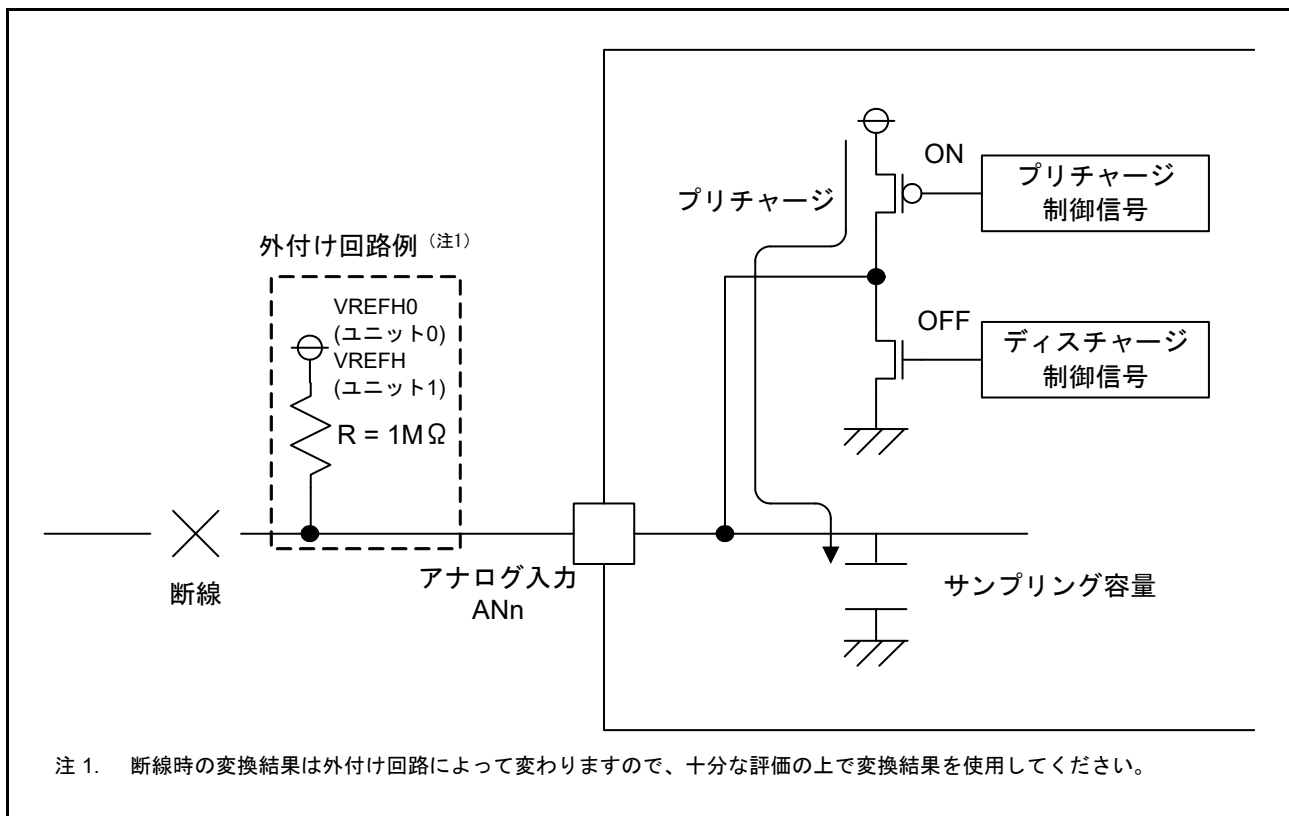 外付け回路例（注1）
VREFH0
(ユニット0)
VREFH
(ユニット1)
R = 1MΩ
断線
アナログ入力
ANn
プリチャージ
ON
プリチャージ
制御信号
OFF
ディスチャージ
制御信号
サンプリング容量
注 1. 断線時の変換結果は外付け回路によって変わりますので、十分な評価の上で変換結果を使用してください。